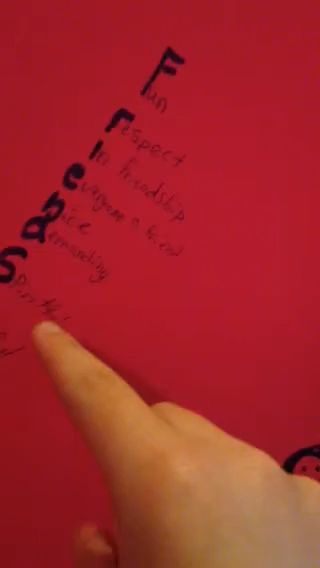 Fun
respect
In friendship
everyone a friend
nice
demanding
S